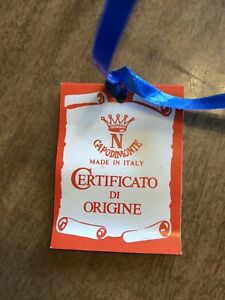 N
CAPODIMONTE
MADE IN ITALY
CERTIFICATO
DI
ORIGINE